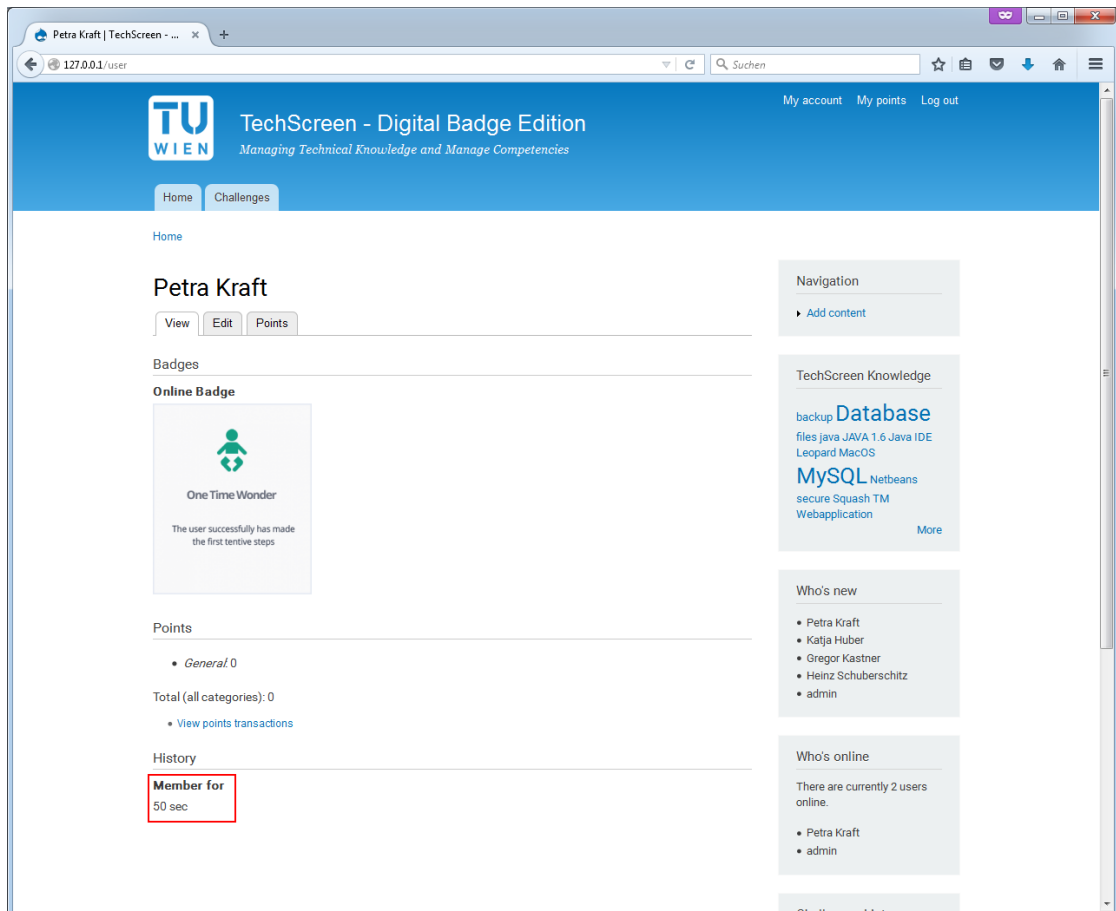 Petra Kraft | TechScreen - ... × +
127.0.0.1/user
Suchen
My account My points Log out
TU
WIEN
TechScreen - Digital Badge Edition
Managing Technical Knowledge and Manage Competencies
Home Challenges
Home
Petra Kraft
View Edit Points
Badges
Online Badge
One Time Wonder
The user successfully has made
the first tentive steps
Points
• General: 0
Total (all categories): 0
• View points transactions
History
Member for
50 sec
Navigation
Add content
TechScreen Knowledge
backup Database
files java JAVA 1.6 Java IDE
Leopard MacOS
MySQL Netbeans
secure Squash TM
Webapplication
More
Who's new
• Petra Kraft
• Katja Huber
• Gregor Kastner
• Heinz Schuberschitz
• admin
Who's online
There are currently 2 users
online.
• Petra Kraft
• admin